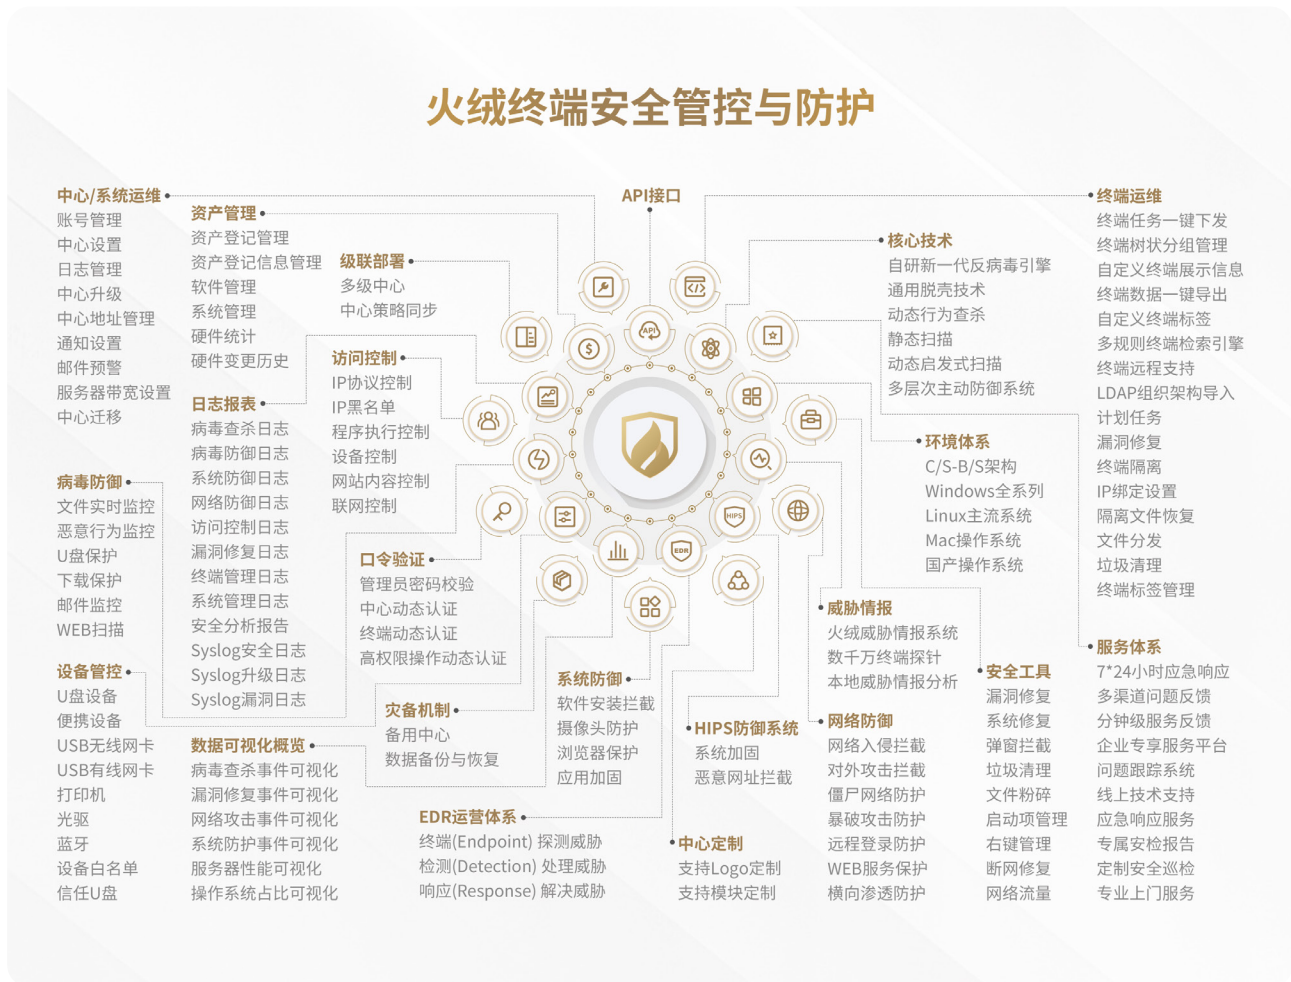 火绒终端安全管控与防护
中心/系统运维
账号管理
中心设置
日志管理
中心升级
中心地址管理
通知设置
邮件预警
服务器带宽设置
中心迁移
病毒防御
文件实时监控
恶意行为监控
U盘保护
下载保护
邮件监控
WEB扫描
设备管控
U盘设备
便携设备
USB无线网卡
USB有线网卡
打印机
光驱
蓝牙
设备白名单
信任U盘
资产管理
资产登记管理
资产登记信息管理
软件管理
系统管理
硬件统计
硬件变更历史
日志报表
病毒查杀日志
病毒防御日志
系统防御日志
网络防御日志
访问控制日志
漏洞修复日志
终端管理日志
系统管理日志
安全分析报告
Syslog安全日志
Syslog升级日志
Syslog漏洞日志
数据可视化概览
病毒查杀事件可视化
漏洞修复事件可视化
网络攻击事件可视化
系统防御事件可视化
服务器性能可视化
操作系统占比可视化
级联部署
多级中心
中心策略同步
访问控制
IP协议控制
IP黑名单
程序执行控制
设备控制
网站内容控制
联网控制
口令验证
管理员密码校验
中心动态认证
终端动态认证
高权限操作动态认证
灾备机制
备用中心
数据备份与恢复
EDR运营体系
终端(Endpoint) 探测威胁
检测(Detection) 处理威胁
响应(Response) 解决威胁
API接口
API
HIPS
EDR
系统防御
软件安装拦截
摄像头防护
浏览器保护
应用加固
HIPS防御系统
系统加固
恶意网址拦截
中心定制
支持Logo定制
支持模块定制
核心技术
自研新一代反病毒引擎
通用脱壳技术
动态行为查杀
静态扫描
动态启发式扫描
多层次主动防御系统
环境体系
C/S-B/S架构
Windows全系列
Linux主流系统
Mac操作系统
国产操作系统
威胁情报
火绒威胁情报系统
数千万终端探针
本地威胁情报分析
网络防御
网络入侵拦截
对外攻击拦截
僵尸网络防护
暴破攻击防护
远程登录防护
WEB服务保护
横向渗透防护
安全工具
漏洞修复
系统修复
弹窗拦截
垃圾清理
文件粉碎
启动项管理
右键管理
断网修复
网络流量
终端运维
终端任务一键下发
终端树状分组管理
自定义终端展示信息
终端数据一键导出
自定义终端标签
多规则终端检索引擎
终端远程支持
LDAP组织架构导入
计划任务
漏洞修复
终端隔离
IP绑定设置
隔离文件恢复
文件分发
垃圾清理
终端标签管理
服务体系
7*24小时应急响应
多渠道问题反馈
分钟级服务反馈
企业专享服务平台
问题跟踪系统
线上技术支持
应急响应服务
专属安检报告
定制安全巡检
专业上门服务